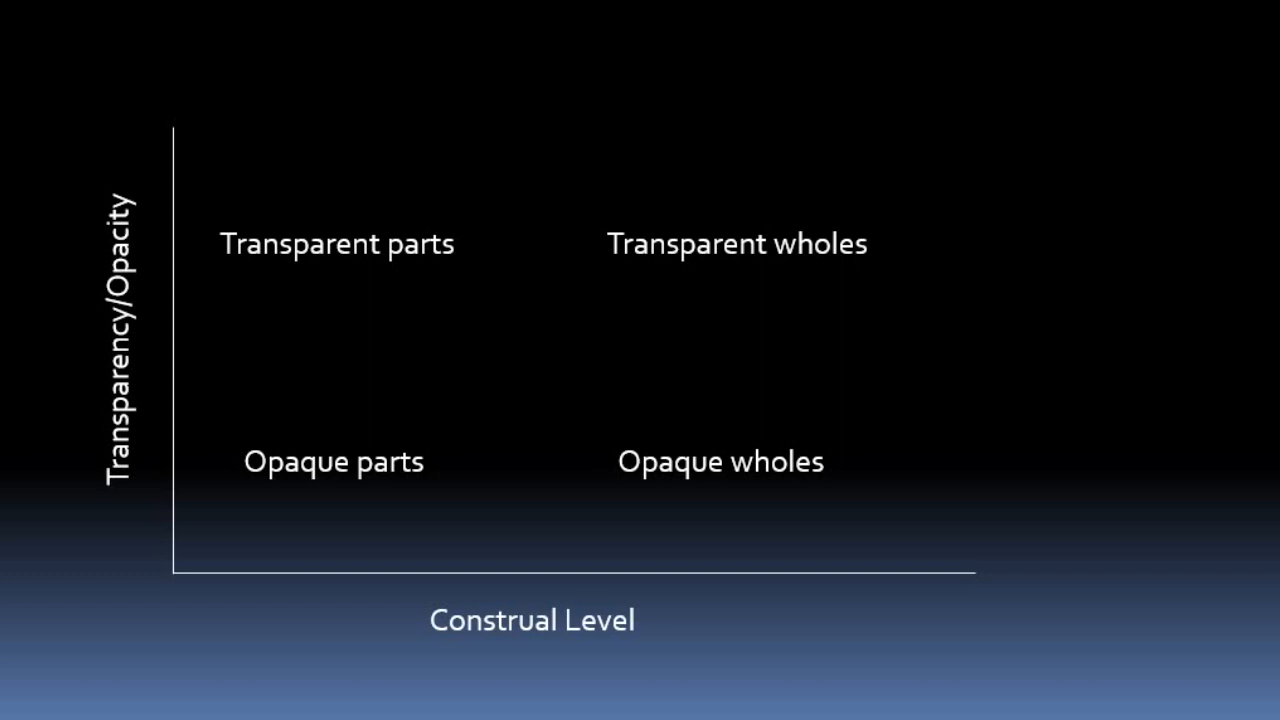 Transparency/Opacity
Transparent parts
Transparent wholes
Opaque parts
Opaque wholes
Construal Level